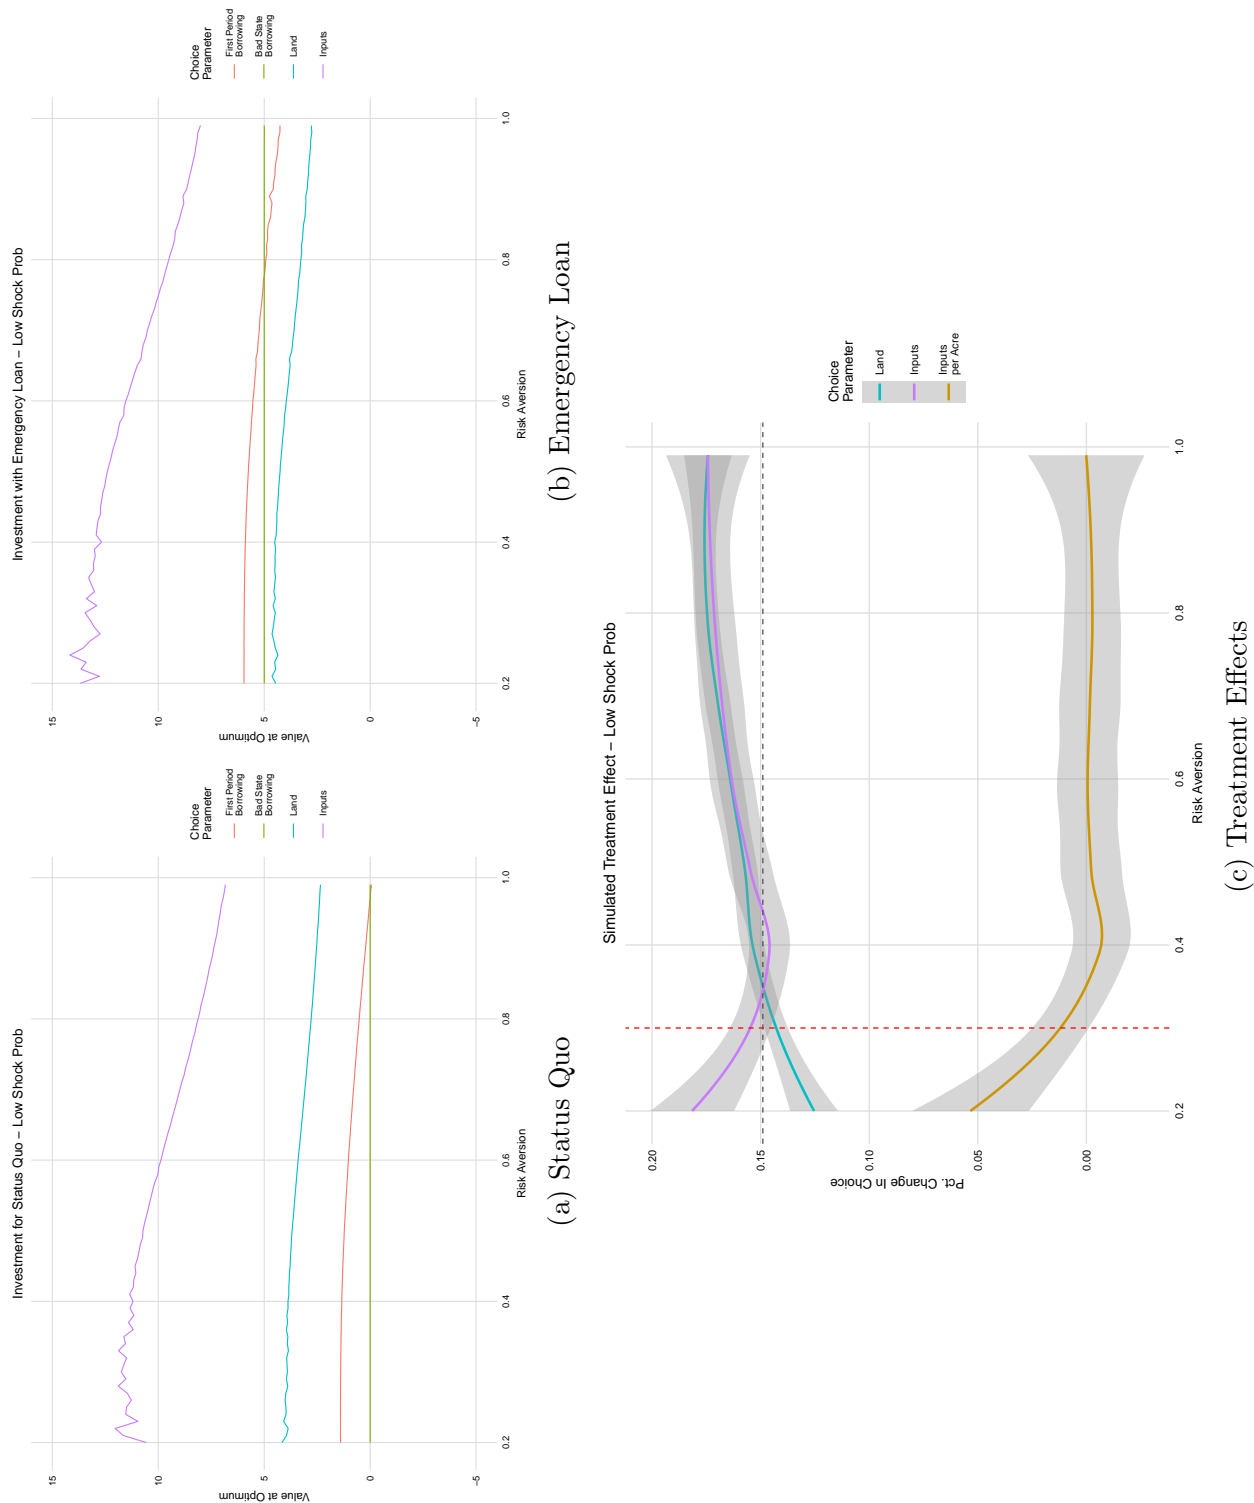 Investment for Status Quo – Low Shock Prob
Value at Optimum
15
10
5
0
−5
0.2
0.4
0.6
0.8
1.0
Risk Aversion
Choice
Parameter
First Period
Borrowing
Bad State
Borrowing
Land
Inputs
(a) Status Quo
Investment with Emergency Loan – Low Shock Prob
Value at Optimum
15
10
5
0
−5
0.2
0.4
0.6
0.8
1.0
Risk Aversion
Choice
Parameter
First Period
Borrowing
Bad State
Borrowing
Land
Inputs
(b) Emergency Loan
Simulated Treatment Effect – Low Shock Prob
Pct. Change In Choice
0.20
0.15
0.10
0.05
0.00
0.2
0.4
0.6
0.8
1.0
Risk Aversion
Choice
Parameter
Land
Inputs
Inputs
per Acre
(c) Treatment Effects